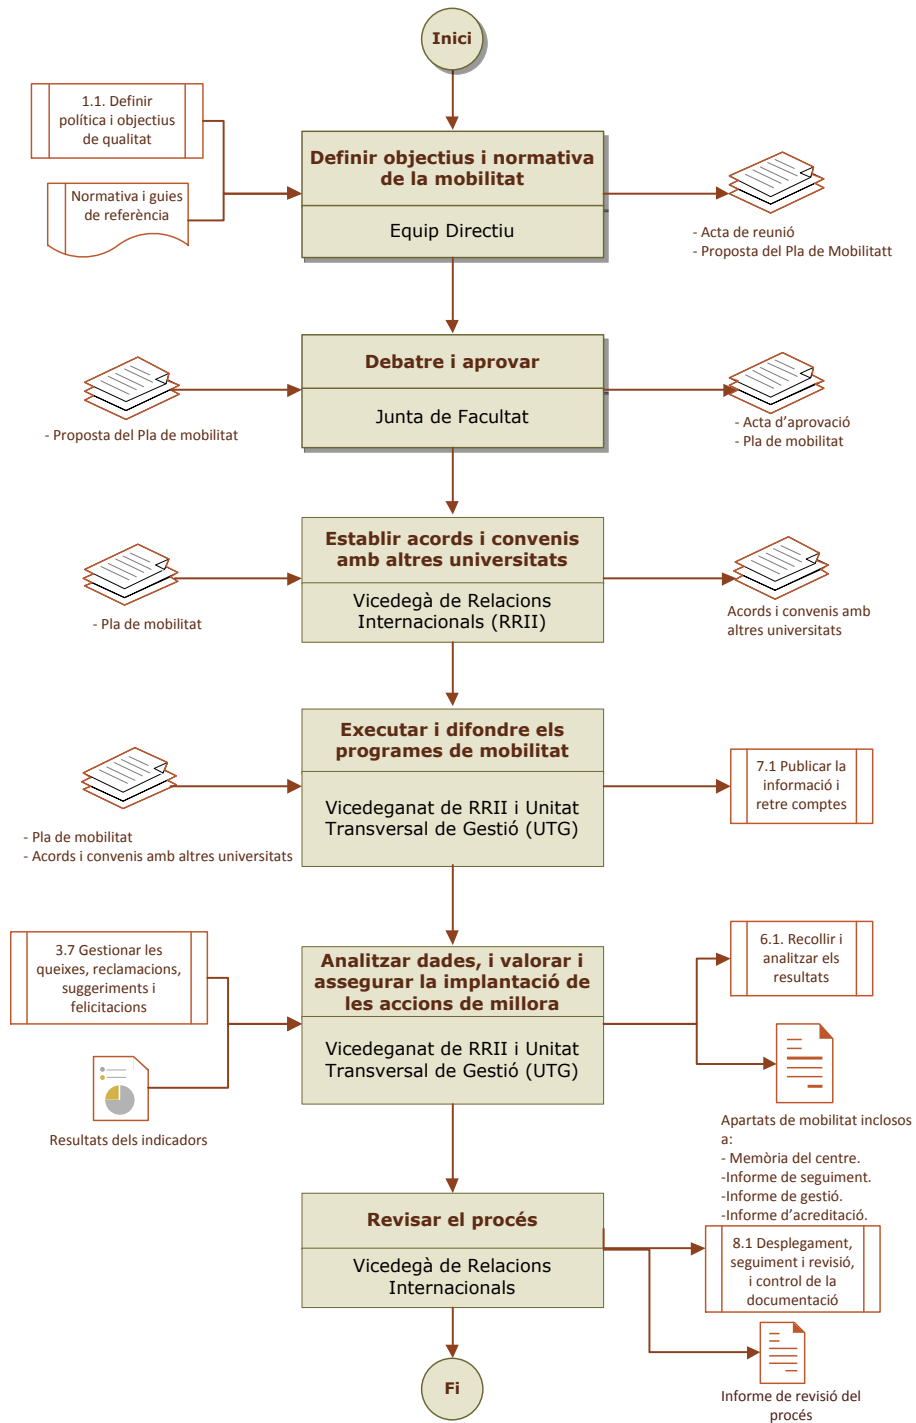 Inici
1.1. Definir
política i objectius
de qualitat
Normativa i guies
de referència
Definir objectius i normativa
de la mobilitat
Equip Directiu
- Acta de reunió
- Proposta del Pla de Mobilitatt
- Proposta del Pla de mobilitat
Debatre i aprovar
Junta de Facultat
- Acta d’aprovació
- Pla de mobilitat
- Pla de mobilitat
Establir acords i convenis
amb altres universitats
Vicedegà de Relacions
Internacionals (RRII)
Acords i convenis amb
altres universitats
- Pla de mobilitat
- Acords i convenis amb altres universitats
Executar i difondre els
programes de mobilitat
Vicedeganat de RRII i Unitat
Transversal de Gestió (UTG)
7.1 Publicar la
informació i
retre comptes
3.7 Gestionar les
queixes, reclamacions,
suggeriments i
felicitacions
Resultats dels indicadors
Analitzar dades, i valorar i
assegurar la implantació de
les accions de millora
Vicedeganat de RRII i Unitat
Transversal de Gestió (UTG)
6.1. Recollir i
analitzar els
resultats
Apartats de mobilitat inclosos
a:
- Memòria del centre.
-Informe de seguiment.
-Informe de gestió.
-Informe d’acreditació.
Revisar el procés
Vicedegà de Relacions
Internacionals
8.1 Desplegament,
seguiment i revisió,
i control de la
documentació
Informe de revisió del
procés
Fi